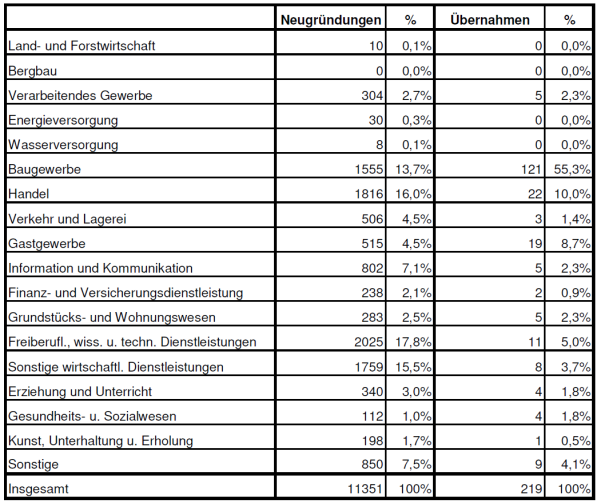 Neugründungen % Übernahmen %
Land- und Forstwirtschaft 10 0,1% 0 0,0%
Bergbau 0 0,0% 0 0,0%
Verarbeitendes Gewerbe 304 2,7% 5 2,3%
Energieversorgung 30 0,3% 0 0,0%
Wasserversorgung 8 0,1% 0 0,0%
Baugewerbe 1555 13,7% 121 55,3%
Handel 1816 16,0% 22 10,0%
Verkehr und Lagerei 506 4,5% 3 1,4%
Gastgewerbe 515 4,5% 19 8,7%
Information und Kommunikation 802 7,1% 5 2,3%
Finanz- und Versicherungsdienstleistung 238 2,1% 2 0,9%
Grundstücks- und Wohnungswesen 283 2,5% 5 2,3%
Freiberufl., wiss. u. techn. Dienstleistungen 2025 17,8% 11 5,0%
Sonstige wirtschaftl. Dienstleistungen 1759 15,5% 8 3,7%
Erziehung und Unterricht 340 3,0% 4 1,8%
Gesundheits- u. Sozialwesen 112 1,0% 4 1,8%
Kunst, Unterhaltung u. Erholung 198 1,7% 1 0,5%
Sonstige 850 7,5% 9 4,1%
Insgesamt 11351 100% 219 100%